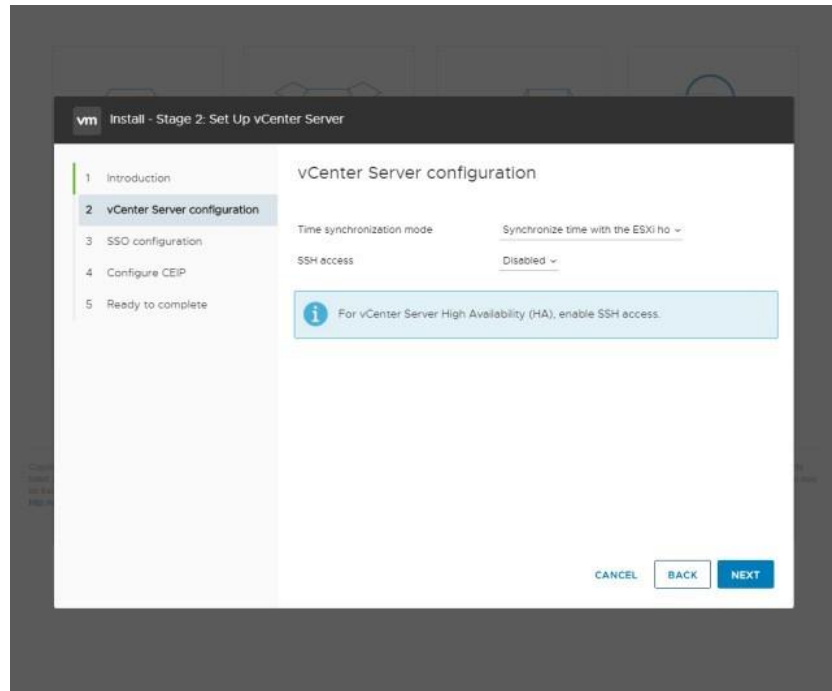 vm Install - Stage 2: Set Up vCenter Server
1 Introduction
2 vCenter Server configuration
3 SSO configuration
4 Configure CEIP
5 Ready to complete
vCenter Server configuration
Time synchronization mode Synchronize time with the ESXi ho
SSH access Disabled
For vCenter Server High Availability (HA), enable SSH access.
CANCEL BACK NEXT